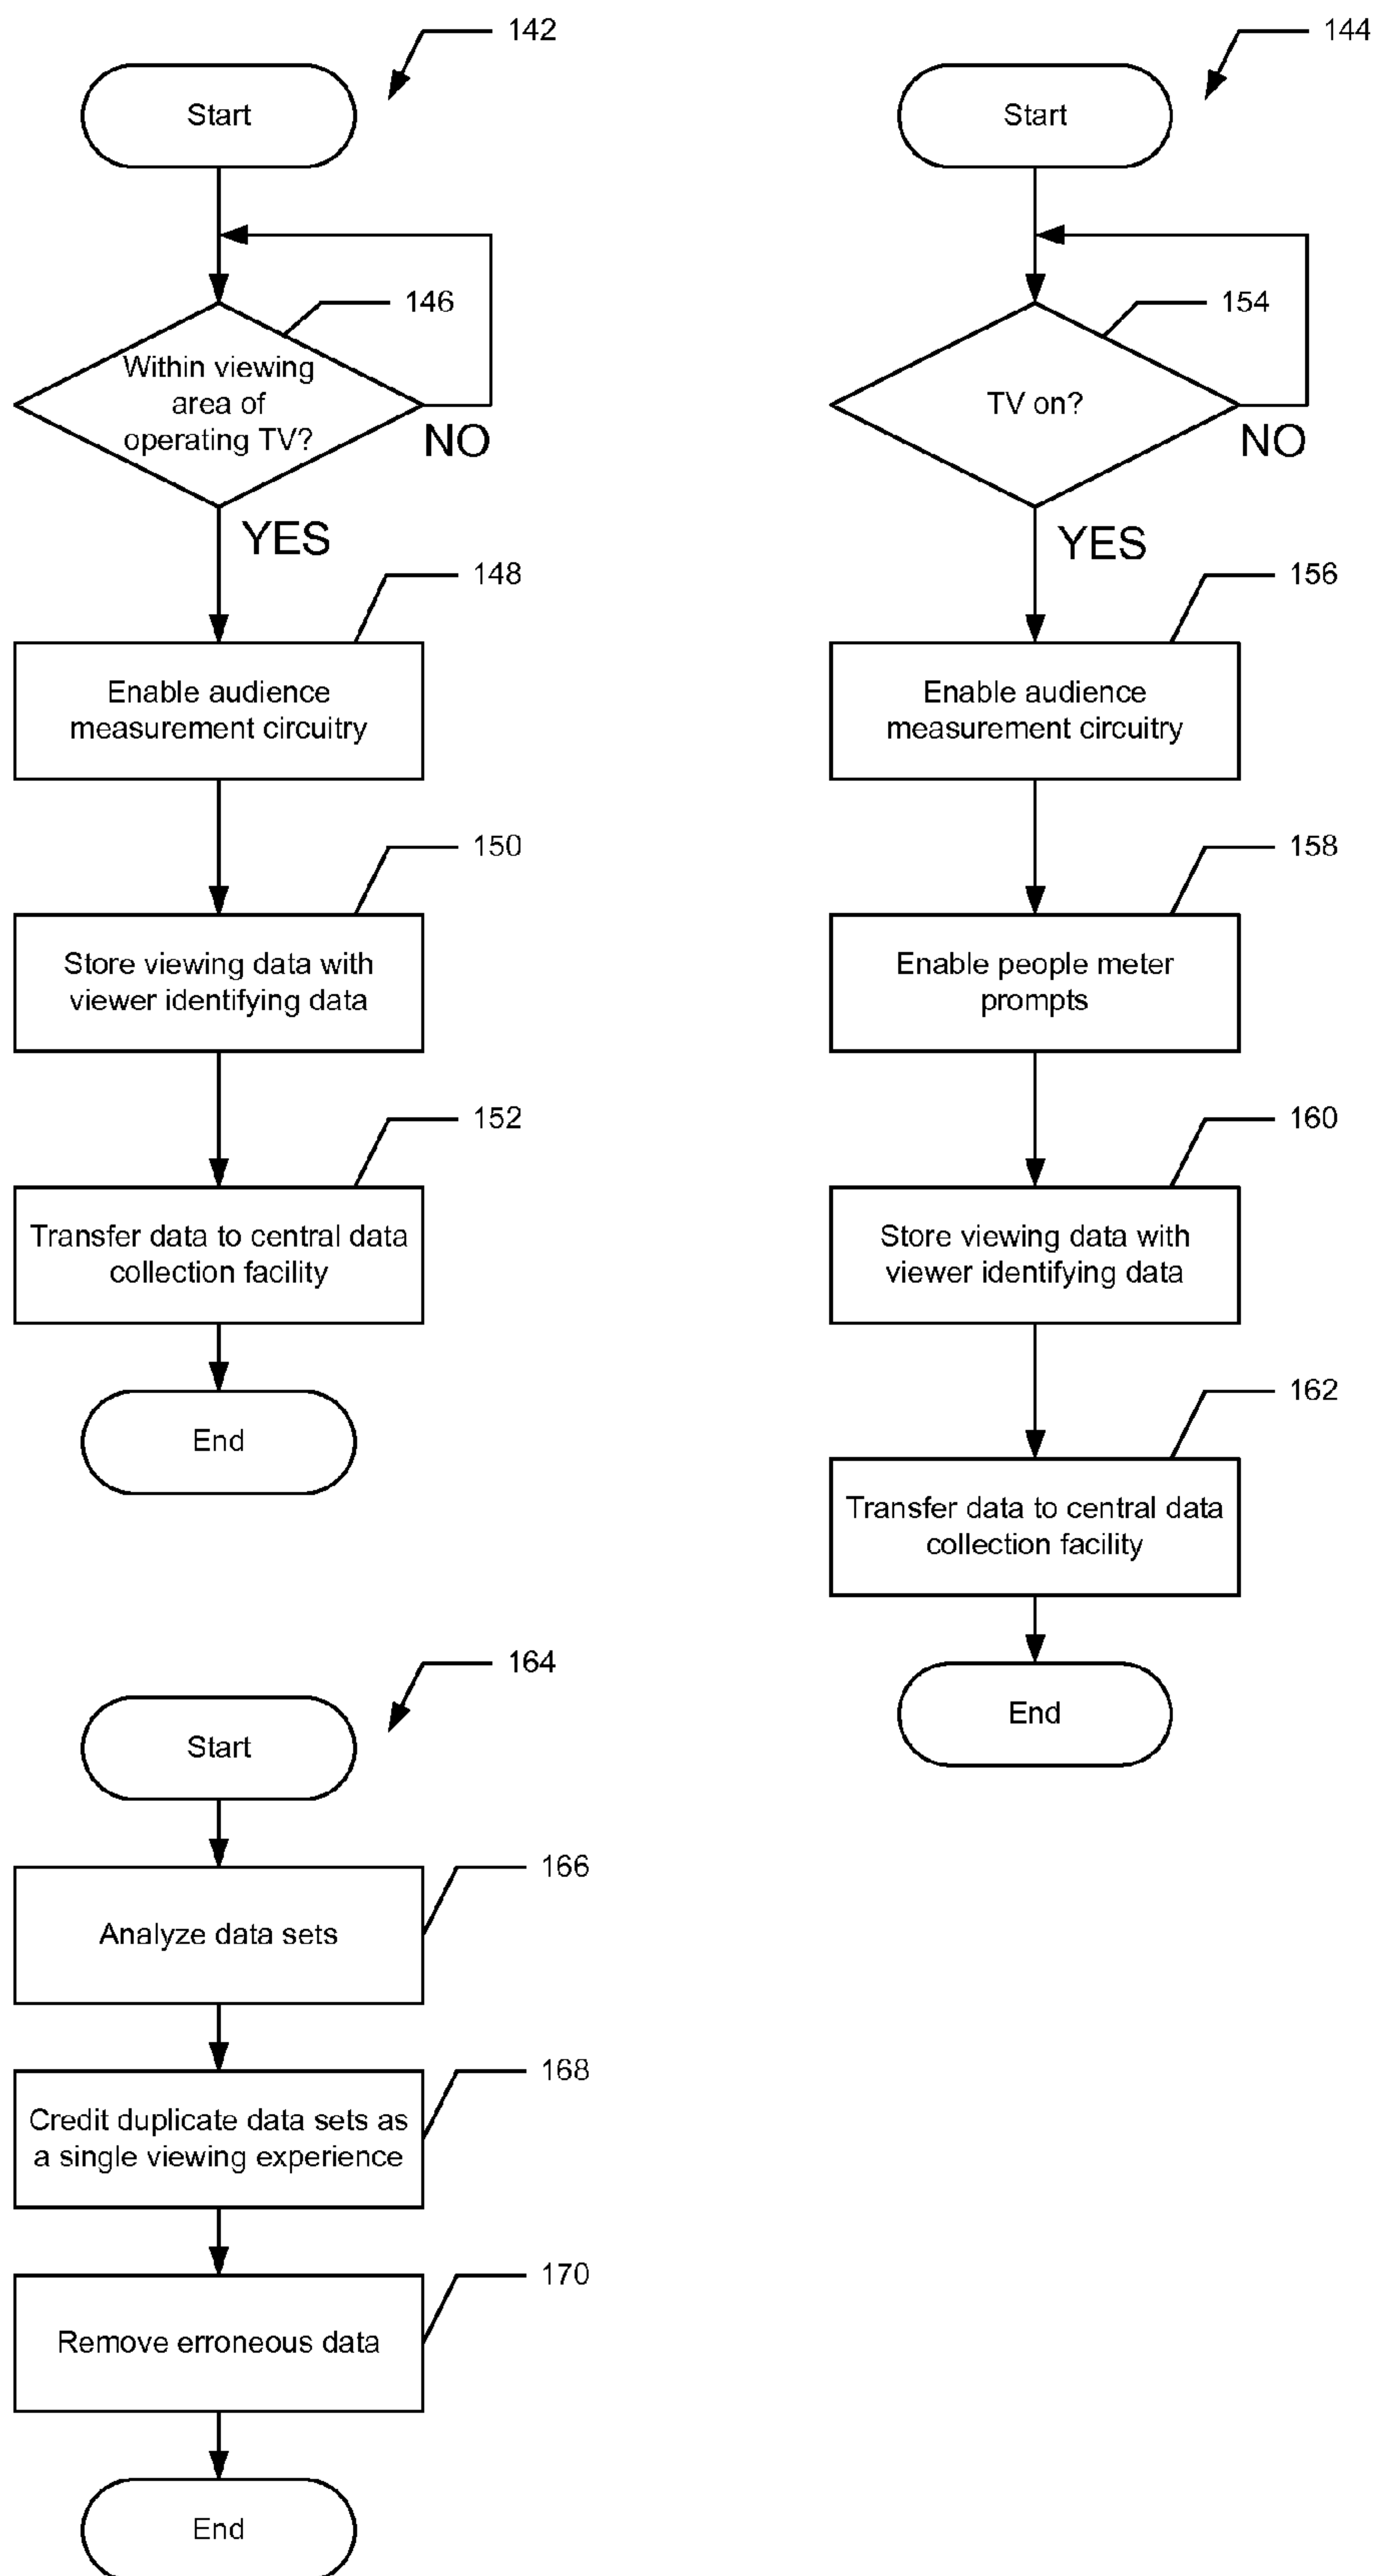 142
Start
146
Within viewing
area of
operating TV?
NO
YES
148
Enable audience
measurement circuitry
150
Store viewing data with
viewer identifying data
152
Transfer data to central data
collection facility
End
144
Start
154
TV on?
NO
YES
156
Enable audience
measurement circuitry
158
Enable people meter
prompts
160
Store viewing data with
viewer identifying data
162
Transfer data to central data
collection facility
End
164
Start
166
Analyze data sets
168
Credit duplicate data sets as
a single viewing experience
170
Remove erroneous data
End